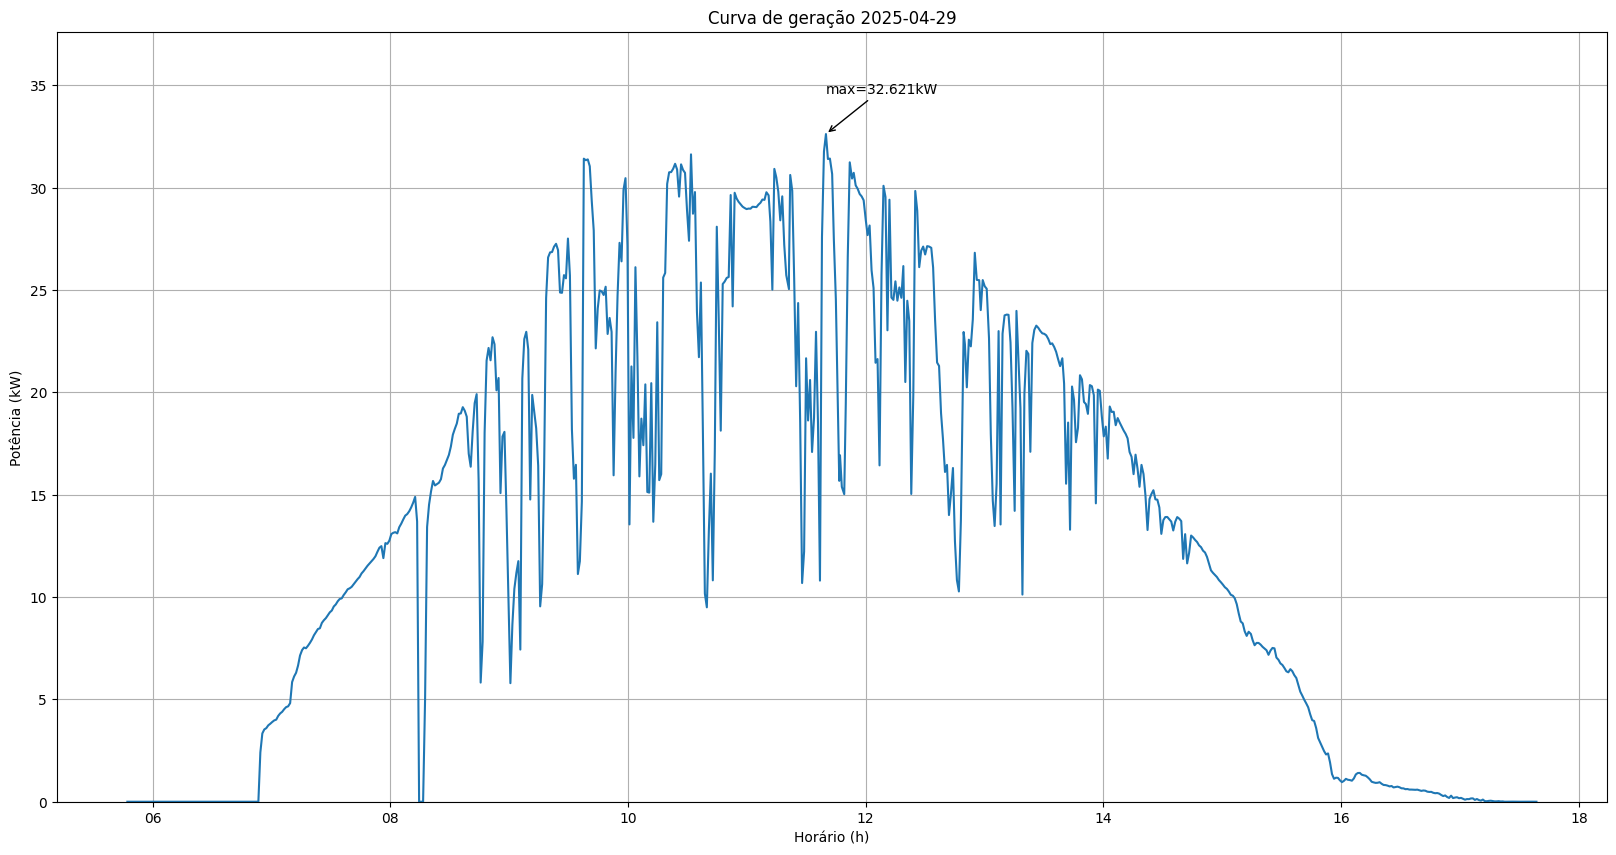 Curva de geração 2025-04-29
max=32.621kW
Potência (kW)
35
30
25
20
15
10
5
0
06 08 10 12 14 16 18
Horário (h)